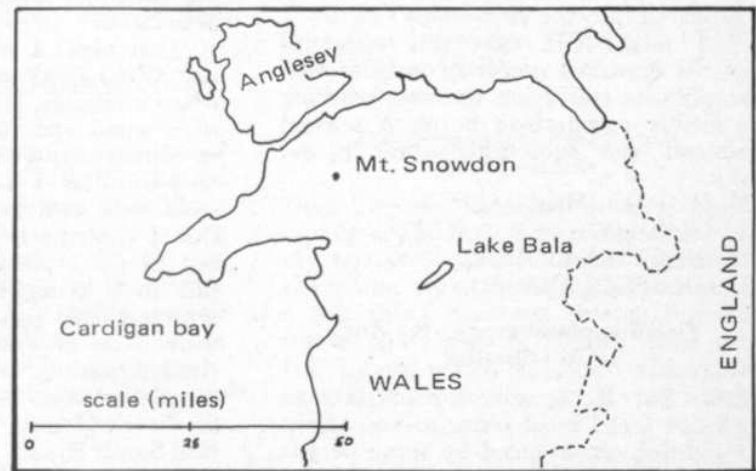 Anglesey
Mt. Snowdon
Lake Bala
Cardigan bay
ENGLAND
WALES
scale (miles)
0 25 50